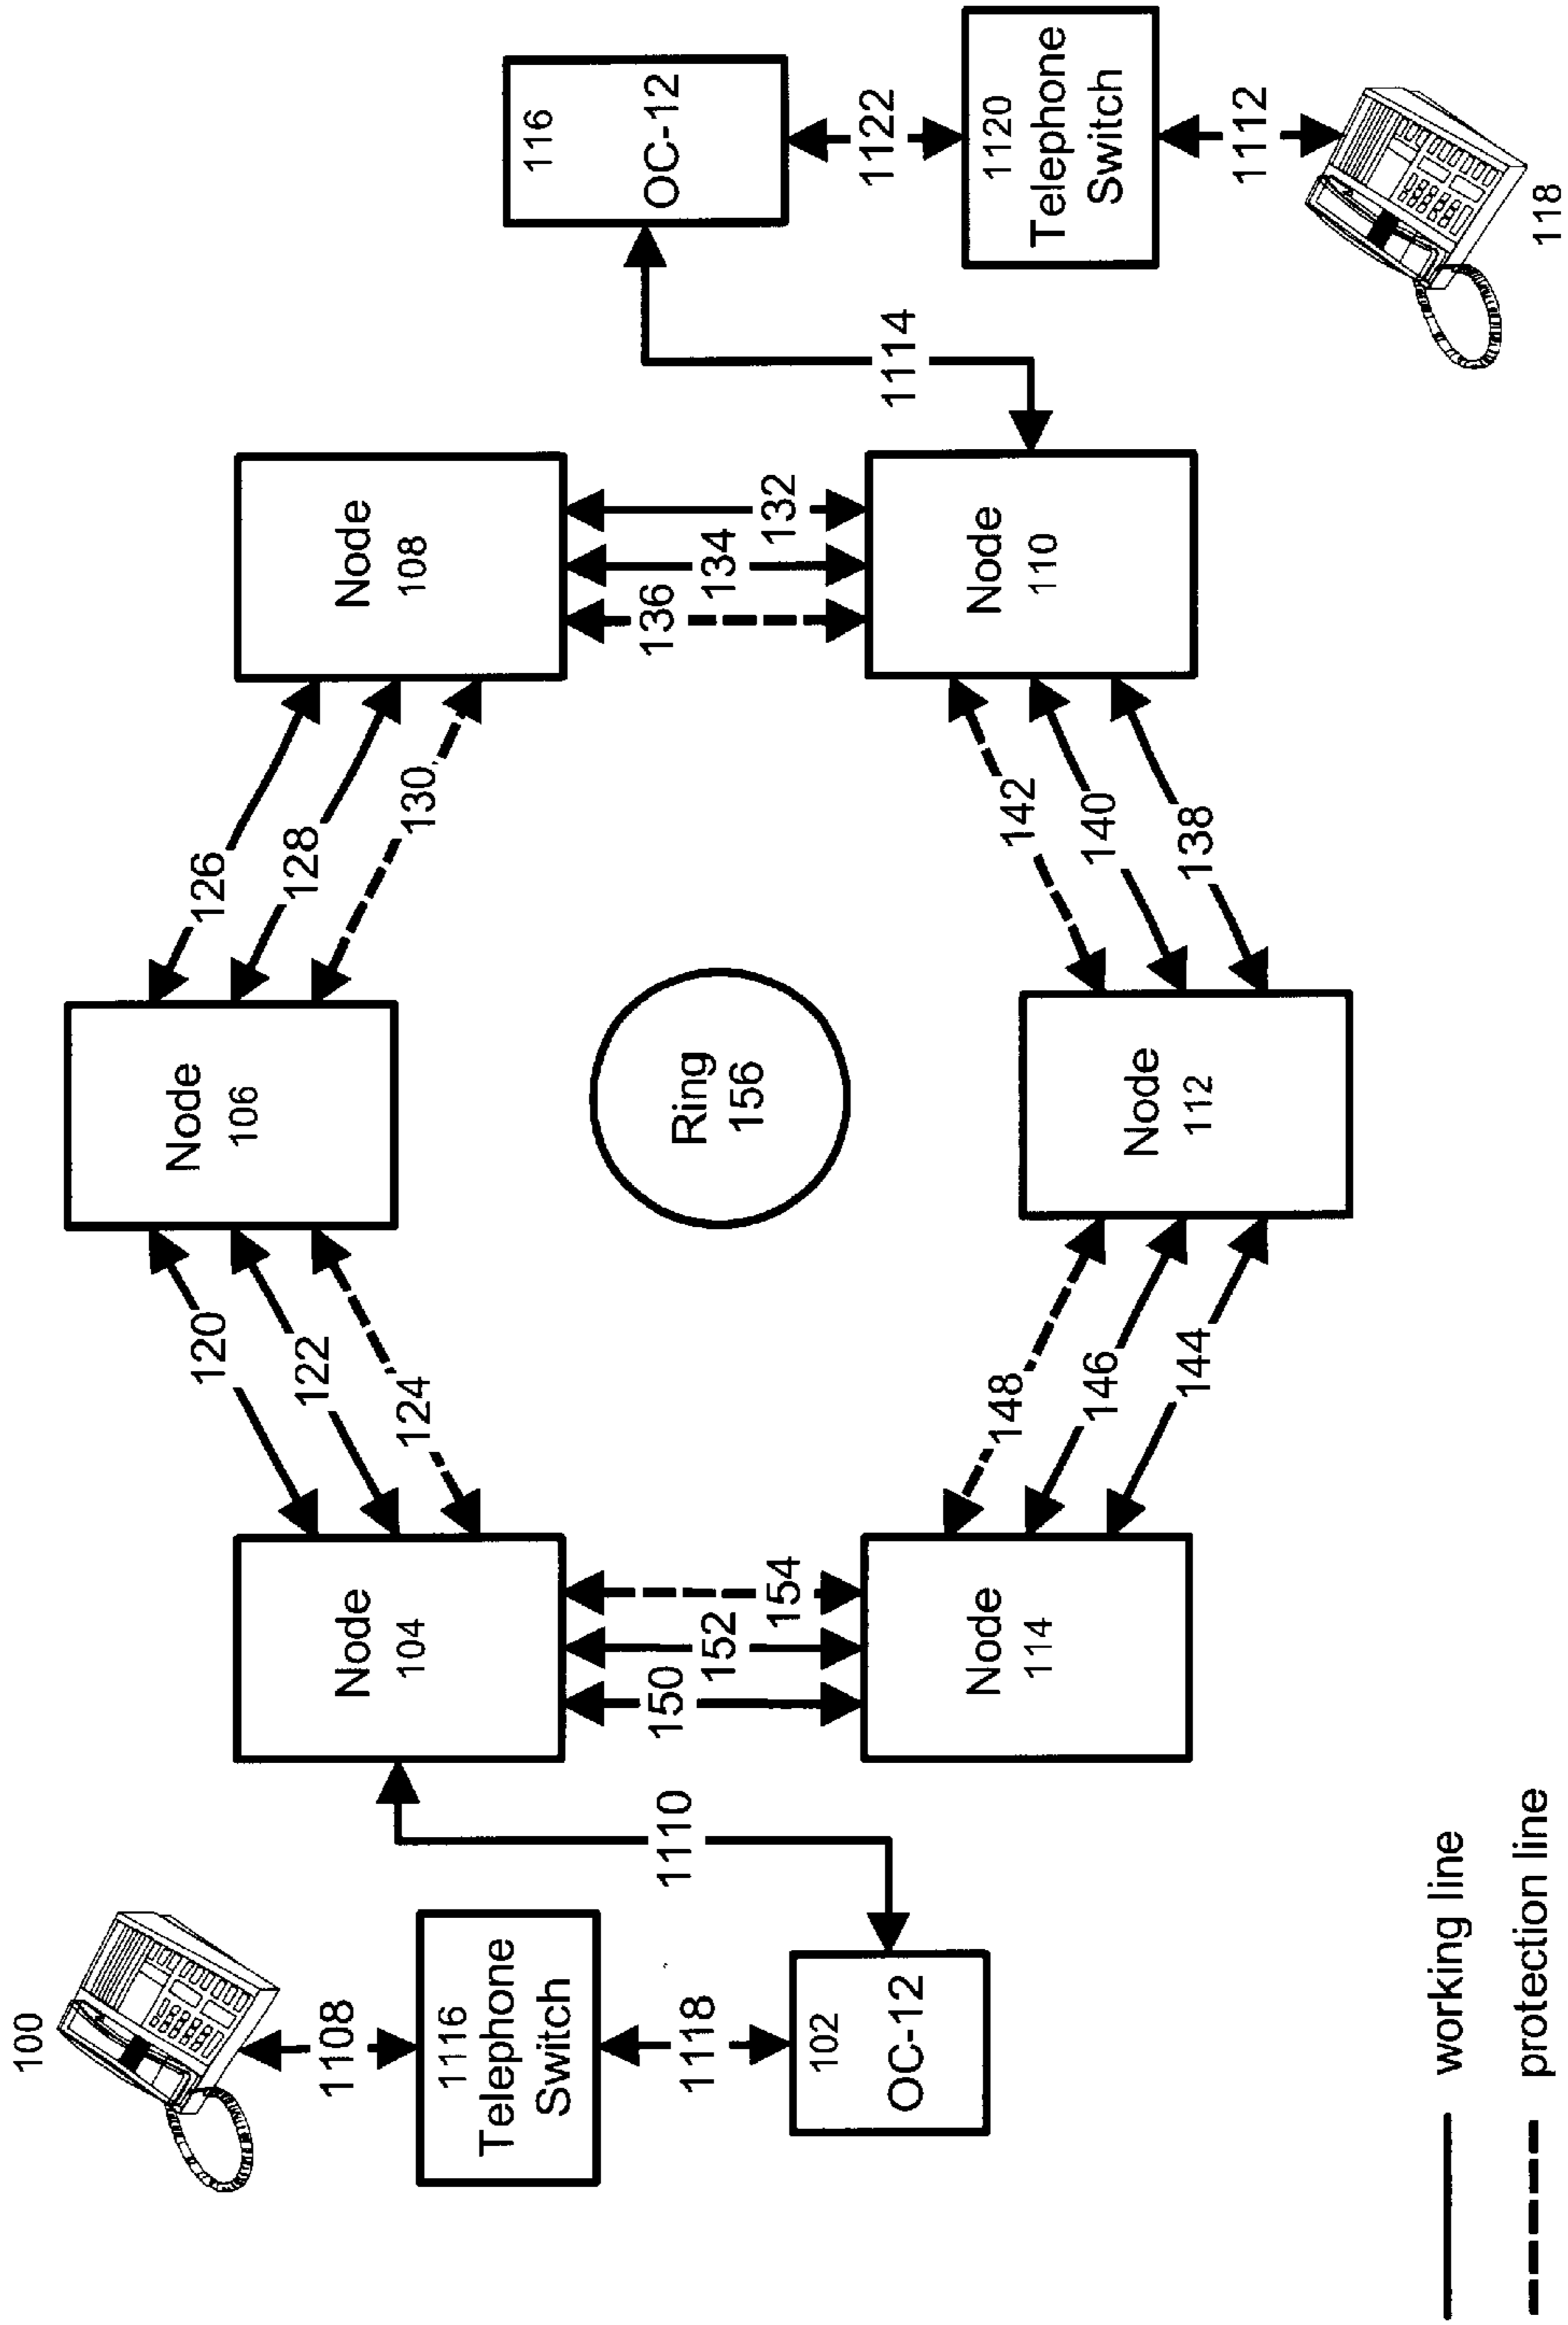 100
1108
1116
Telephone
Switch
1118
102
OC-12
1110
Node
104
120
122
124
Node
106
126
128
130
Node
108
150
152
154
Ring
156
136
134
132
Node
114
148
146
144
Node
112
142
140
138
Node
110
1114
1116
OC-12
1122
1120
Telephone
Switch
1112
118
working line
protection line